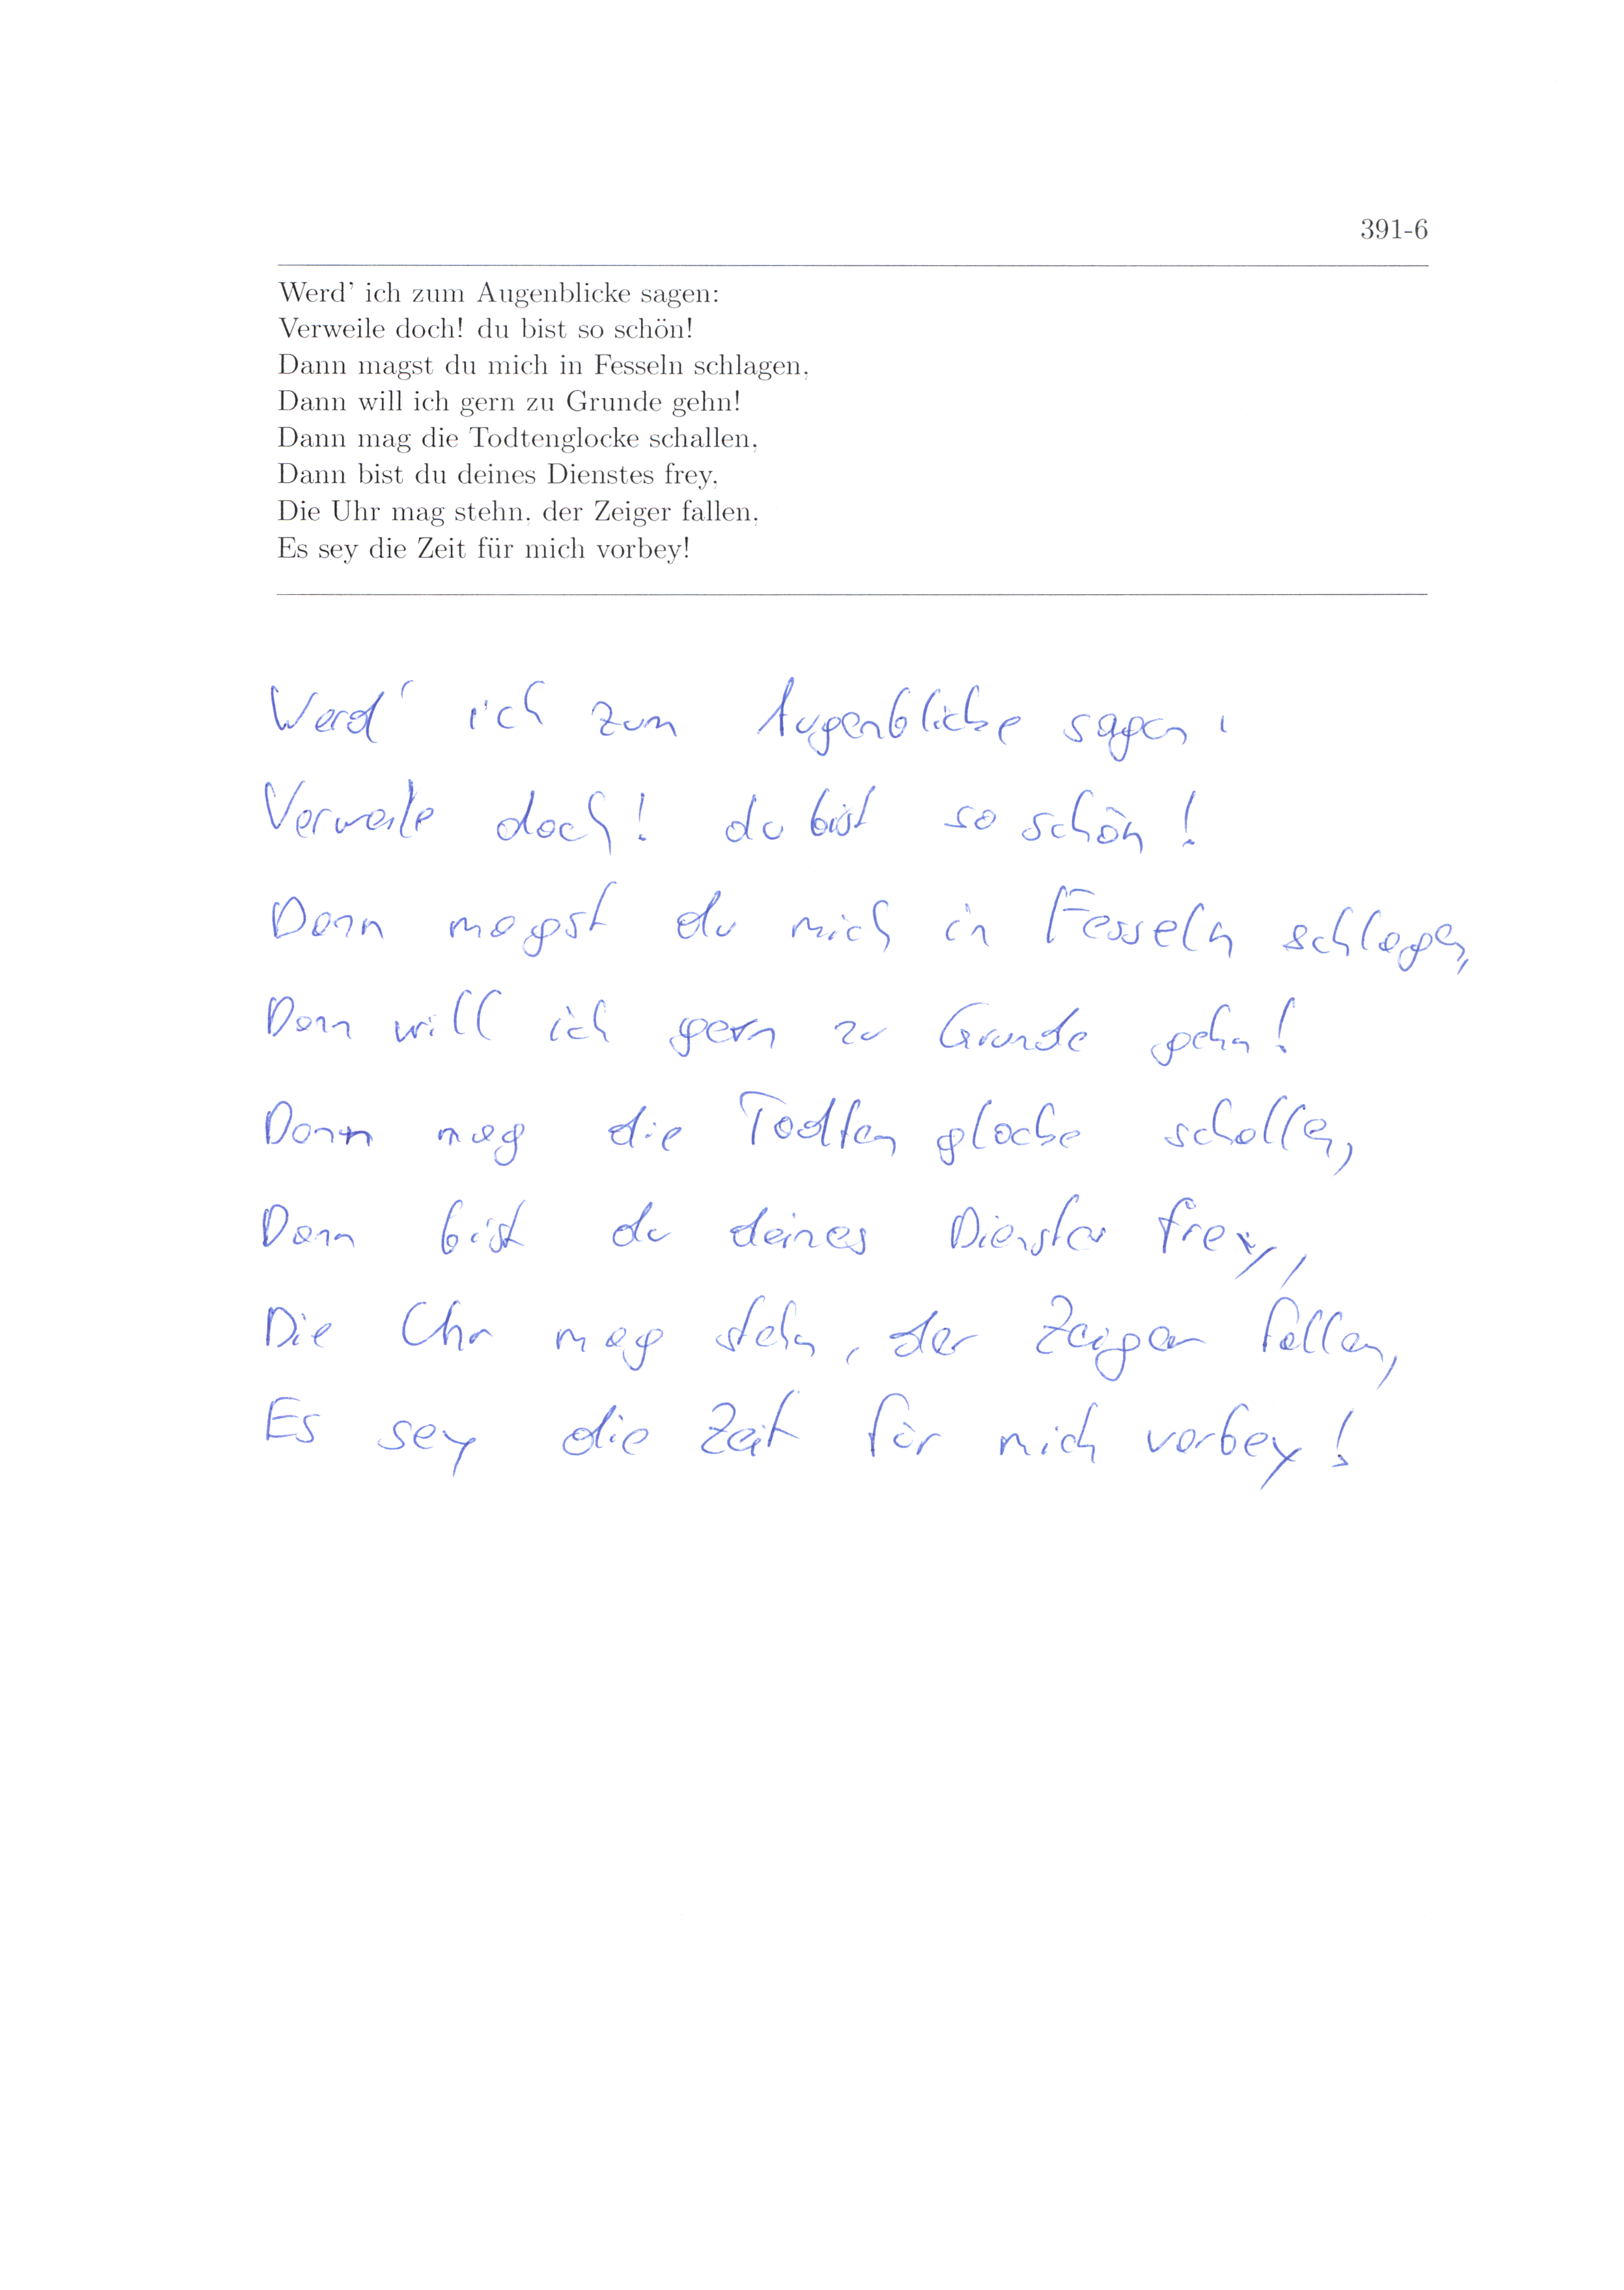 391-6
Werd' ich zum Augenblicke sagen:
Verweile doch! du bist so schön!
Dann magst du mich in Fesseln schlagen,
Dann will ich gern zu Grunde gehn!
Dann mag die Todtenglocke schallen,
Dann bist du deines Dienstes frey,
Die Uhr mag stehn, der Zeiger fallen,
Es sey die Zeit für mich vorbey!
Werd' ich zum Augenblicke sagen:
Verweile doch! du bist so schön!
Dann magst du mich in Fesseln schlagen,
Dann will ich gern zu Grunde gehn!
Dann mag die Todten glocke schallen,
Dann bist du deines Dienstes frey,
Die Uhr mag stehn, der Zeiger fallen,
Es sey die Zeit für mich vorbey!